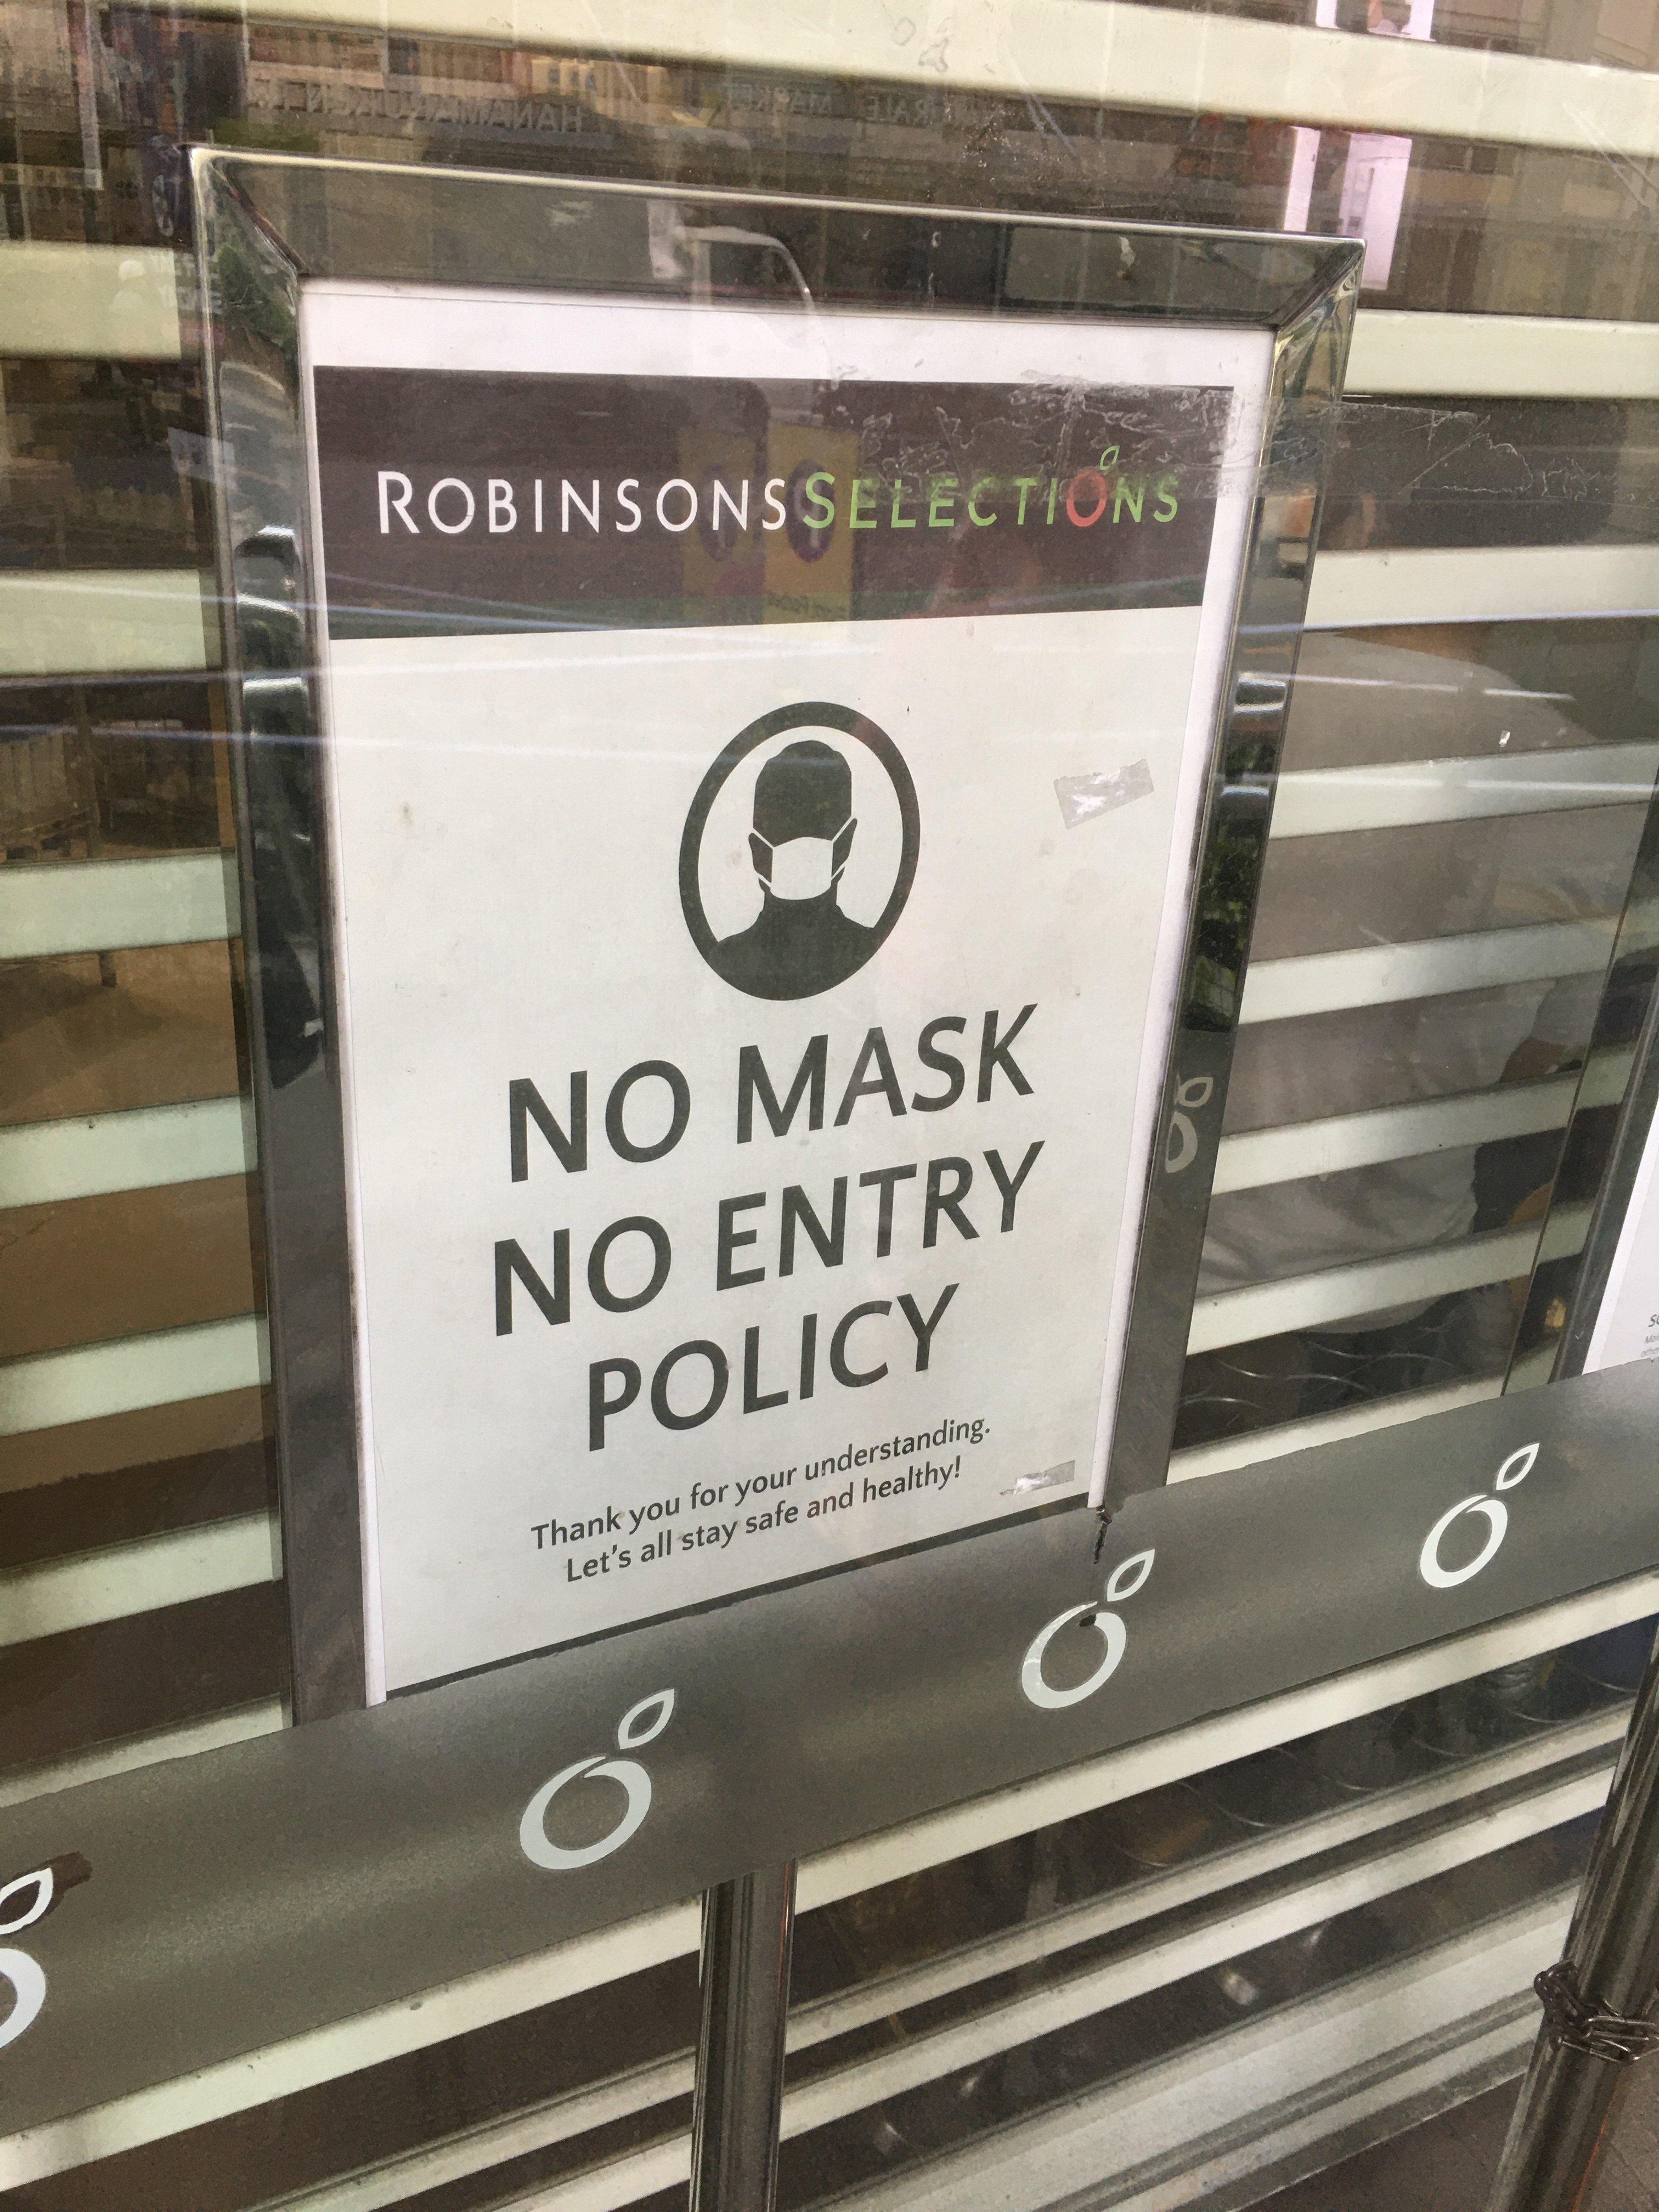 ROBINSONS SELECTIONS
NO MASK
NO ENTRY
POLICY
Thank you for your understanding.
Let's all stay safe and healthy!